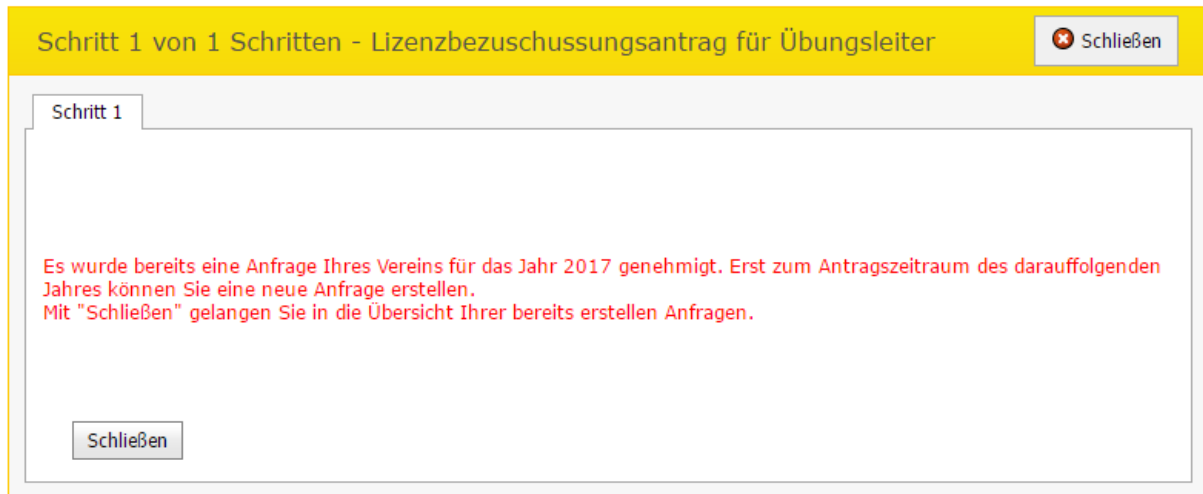 Schritt 1 von 1 Schritten - Lizenzbezuschussungsantrag für Übungsleiter
Schließen
Schritt 1
Es wurde bereits eine Anfrage Ihres Vereins für das Jahr 2017 genehmigt. Erst zum Antragszeitraum des darauffolgenden
Jahres können Sie eine neue Anfrage erstellen.
Mit "Schließen" gelangen Sie in die Übersicht Ihrer bereits erstellen Anfragen.
Schließen